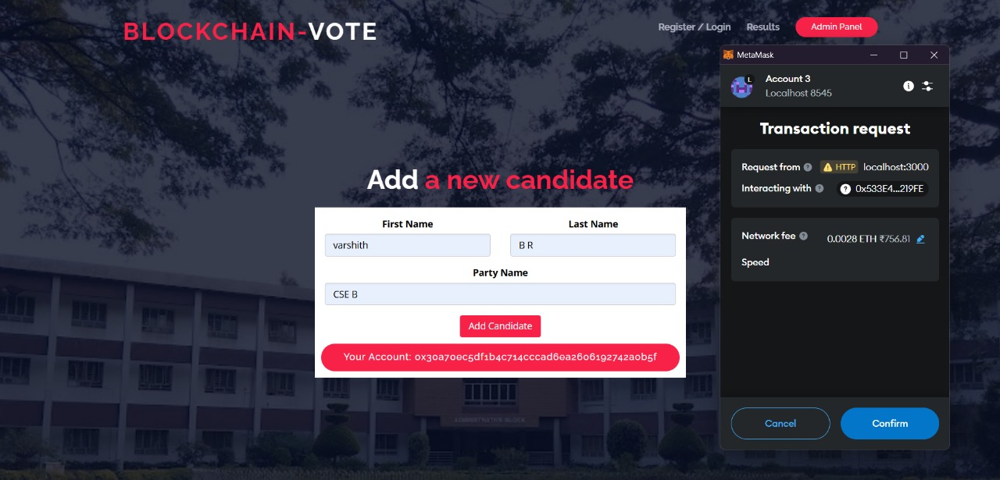 BLOCKCHAIN-VOTE
Register / Login Results Admin Panel
MetaMask
L
Account 3
Localhost 8545
Transaction request
Request from HTTP localhost:3000
Interacting with 0x533E4...219FE
Network fee 0.0028 ETH ₹756.81
Speed
Cancel Confirm
Add a new candidate
First Name Last Name
varshith B R
Party Name
CSE B
Add Candidate
Your Account: 0x30a70ec5df1b4c714cccad6ea2606192742a0b5f
ADMINISTRATIVE BLOCK